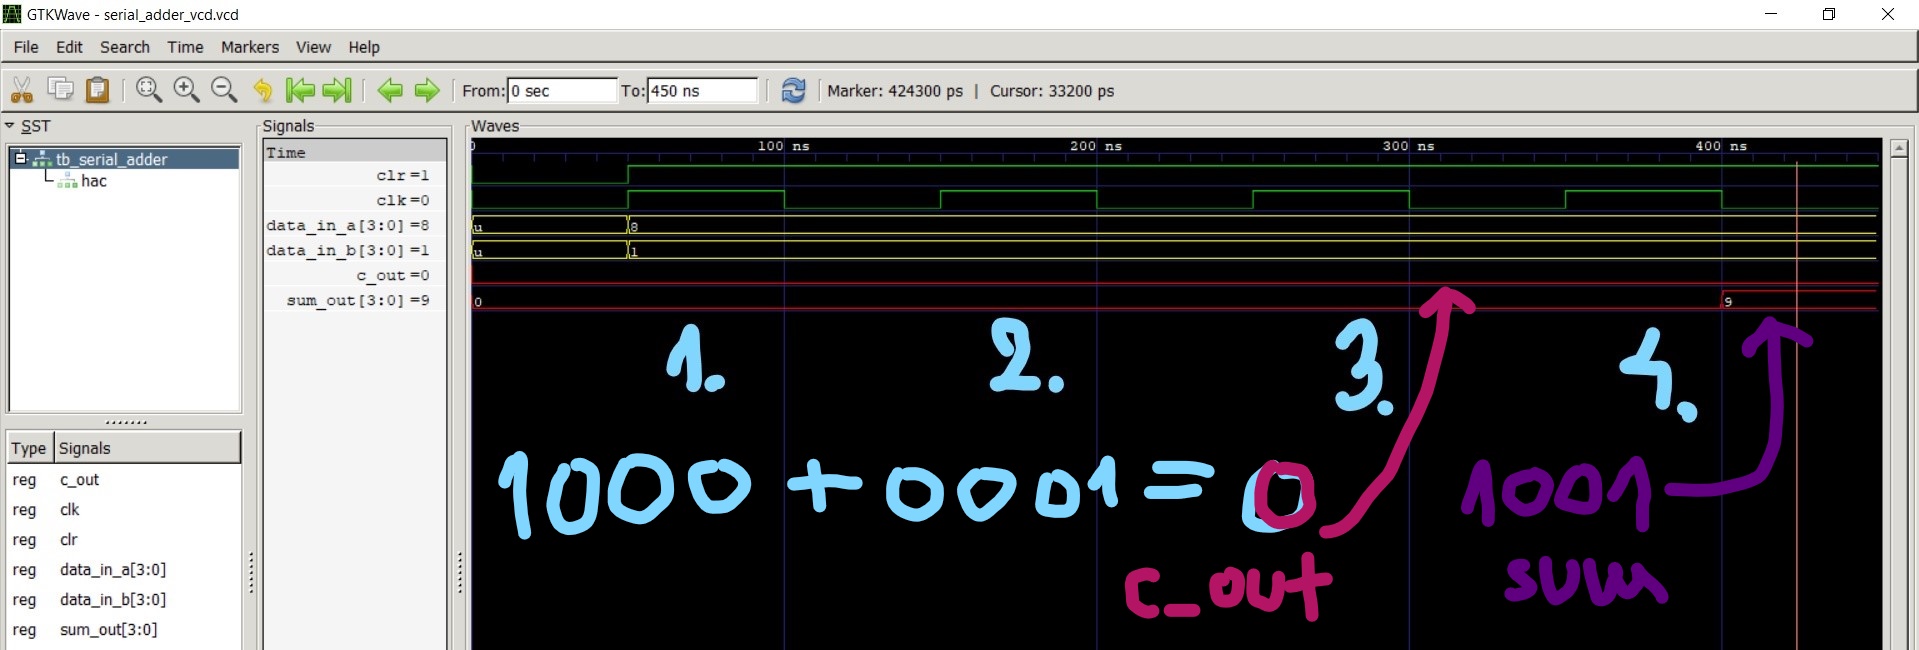 GTKWave - serial_adder_vcd.vcd
File Edit Search Time Markers View Help
From: 0 sec To: 450 ns Marker: 424300 ps | Cursor: 33200 ps
SST
tb_serial_adder
hac
Type Signals
reg c_out
reg clk
reg clr
reg data_in_a[3:0]
reg data_in_b[3:0]
reg sum_out[3:0]
Signals
Time
clr=1
clk=0
data_in_a[3:0]=8
data_in_b[3:0]=1
c_out=0
sum_out[3:0]=9
Waves
0 100 ns 200 ns 300 ns 400 ns
u 8
u 1
0 9
1. 2. 3. 4.
1000 + 0001 = 0 1001
c_out sum